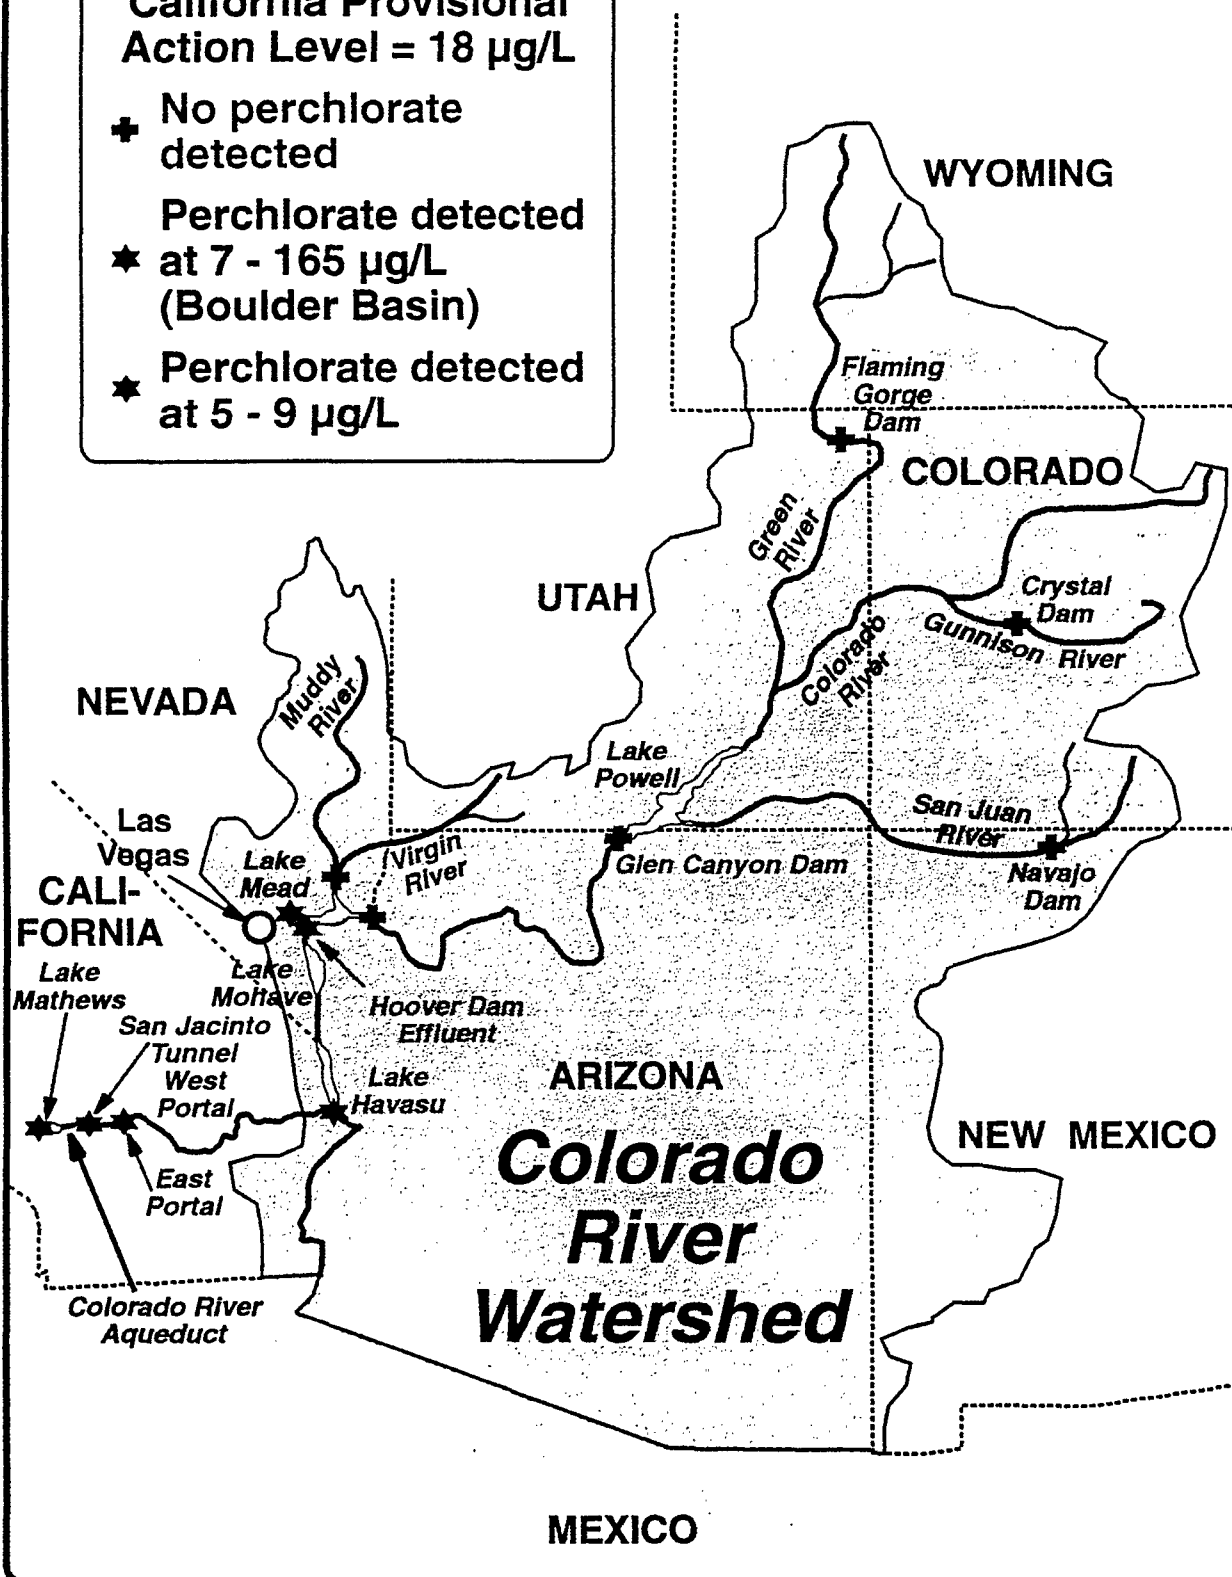 California Provisional
Action Level = 18 µg/L
No perchlorate
detected
Perchlorate detected
at 7 - 165 µg/L
(Boulder Basin)
Perchlorate detected
at 5 - 9 µg/L
WYOMING
Flaming
Gorge
Dam
COLORADO
Green
River
UTAH
Crystal
Dam
Gunnison River
Colorado
River
NEVADA
Muddy
River
Lake
Powell
San Juan
River
Las
Vegas
Lake
Mead
Virgin
River
Glen Canyon Dam
Navajo
Dam
CALI-
FORNIA
Lake
Mathews
Lake
Mohave
Hoover Dam
Effluent
San Jacinto
Tunnel
West
Portal
Lake
Havasu
ARIZONA
NEW MEXICO
East
Portal
Colorado
River
Watershed
Colorado River
Aqueduct
MEXICO